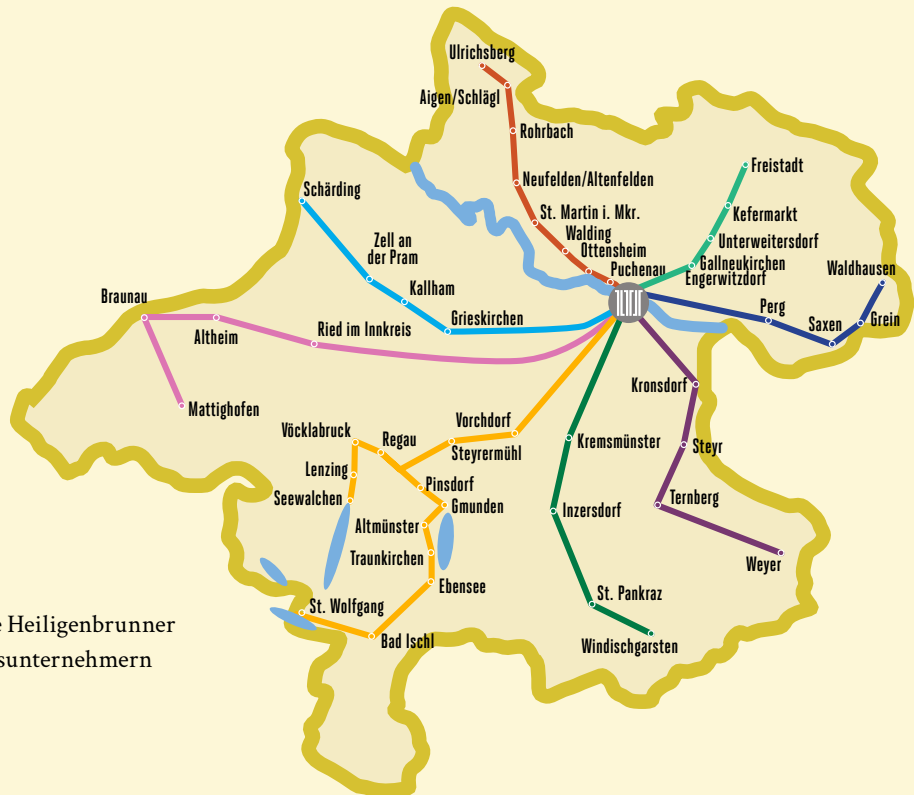 Ulrichsberg
Aigen/Schlägl
Rohrbach
Neufelden/Altenfelden
St. Martin i. Mkr.
Walding
Ottensheim
Puchenau
Freistadt
Kefermarkt
Unterweitersdorf
Gallneukirchen
Engerwitzdorf
Waldhausen
Perg
Saxen
Grein
Schärding
Zell an
der Pram
Kallham
Grieskirchen
Braunau
Altheim
Ried im Innkreis
Mattighofen
Kronsdorf
Steyr
Ternberg
Weyer
Vorchdorf
Steyrermühl
Vöcklabruck
Regau
Lenzing
Seewalchen
Pinsdorf
Gmunden
Altmünster
Traunkirchen
Ebensee
St. Wolfgang
Bad Ischl
Kremsmünster
Inzersdorf
St. Pankraz
Windischgarsten
e Heiligenbrunner
sunternehmern